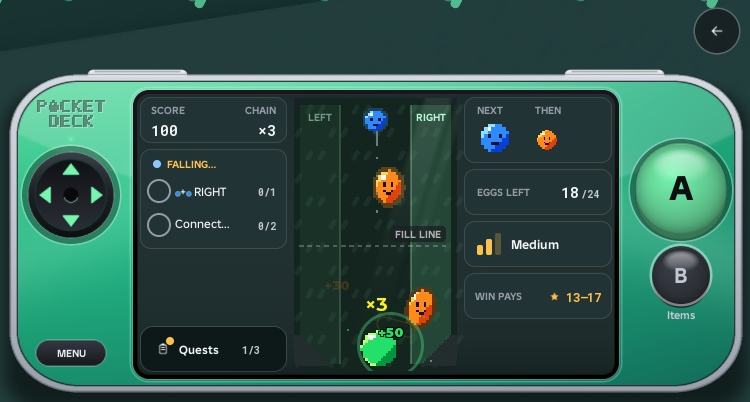 POCKET
DECK
SCORE CHAIN
100 ×3
FALLING...
RIGHT 0/1
Connect... 0/2
Quests 1/3
MENU
LEFT RIGHT
FILL LINE
+30
×3
+50
NEXT THEN
EGGS LEFT 18/24
Medium
WIN PAYS ★ 13–17
A
B
Items